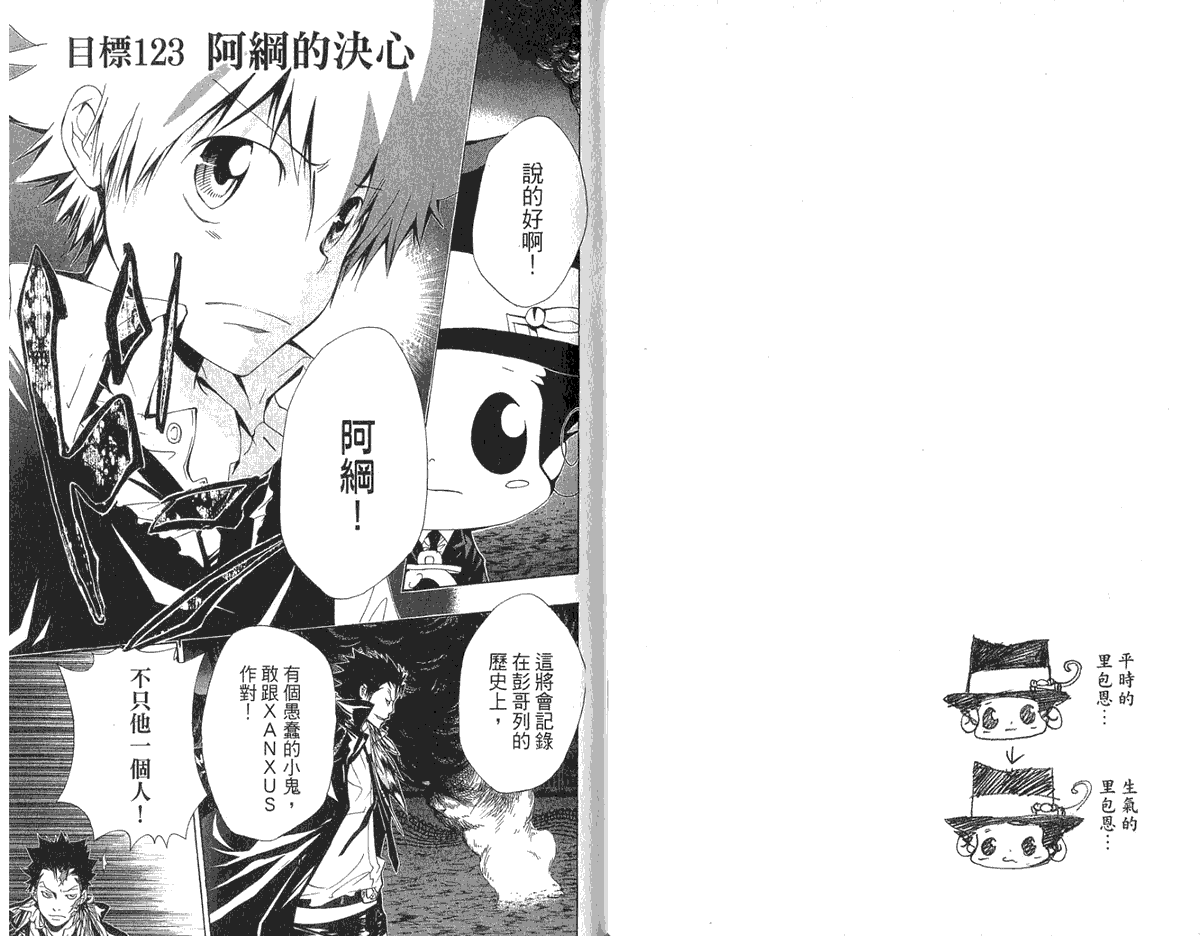 平時的
里包恩…
生氣的
里包恩…
目標123 阿綱的決心
說的好啊！
阿綱！
這將會記錄
在彭哥列的
歷史上，
有個愚蠢的小鬼，
敢跟XANXUS
作對！
不只他一個人！